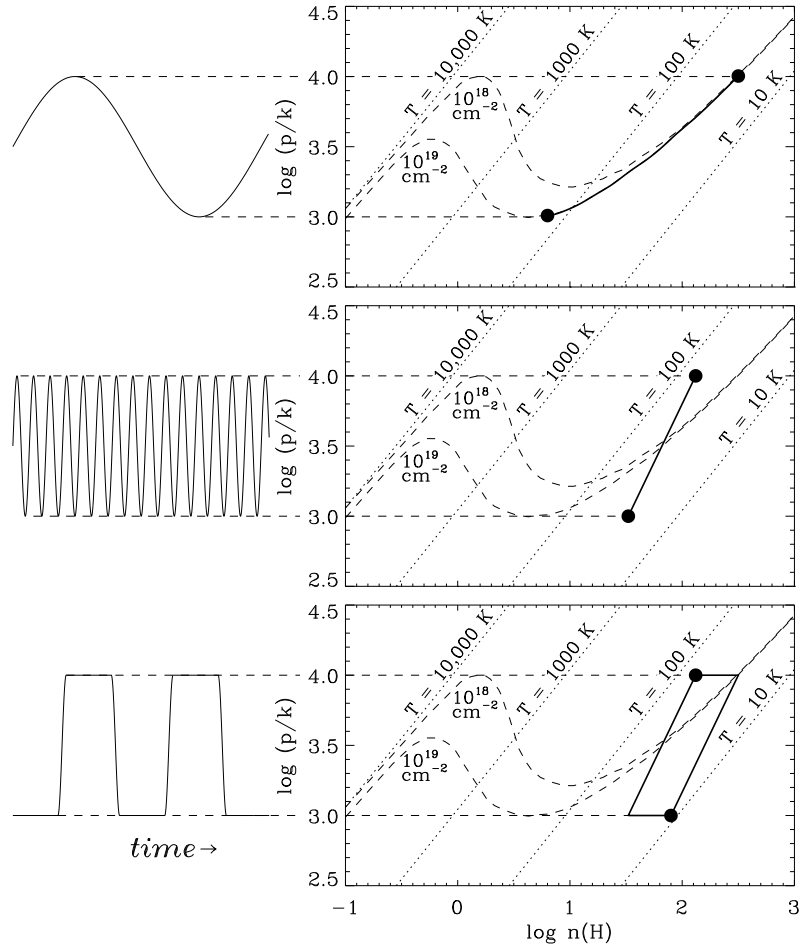 4.5
4.0
3.5
3.0
2.5
log (p/k)
T = 10,000 K
T = 1000 K
T = 100 K
T = 10 K
10^18
cm^-2
10^19
cm^-2
4.5
4.0
3.5
3.0
2.5
log (p/k)
T = 10,000 K
T = 1000 K
T = 100 K
T = 10 K
10^18
cm^-2
10^19
cm^-2
4.5
4.0
3.5
3.0
2.5
log (p/k)
T = 10,000 K
T = 1000 K
T = 100 K
T = 10 K
10^18
cm^-2
10^19
cm^-2
time→
-1 0 1 2 3
log n(H)